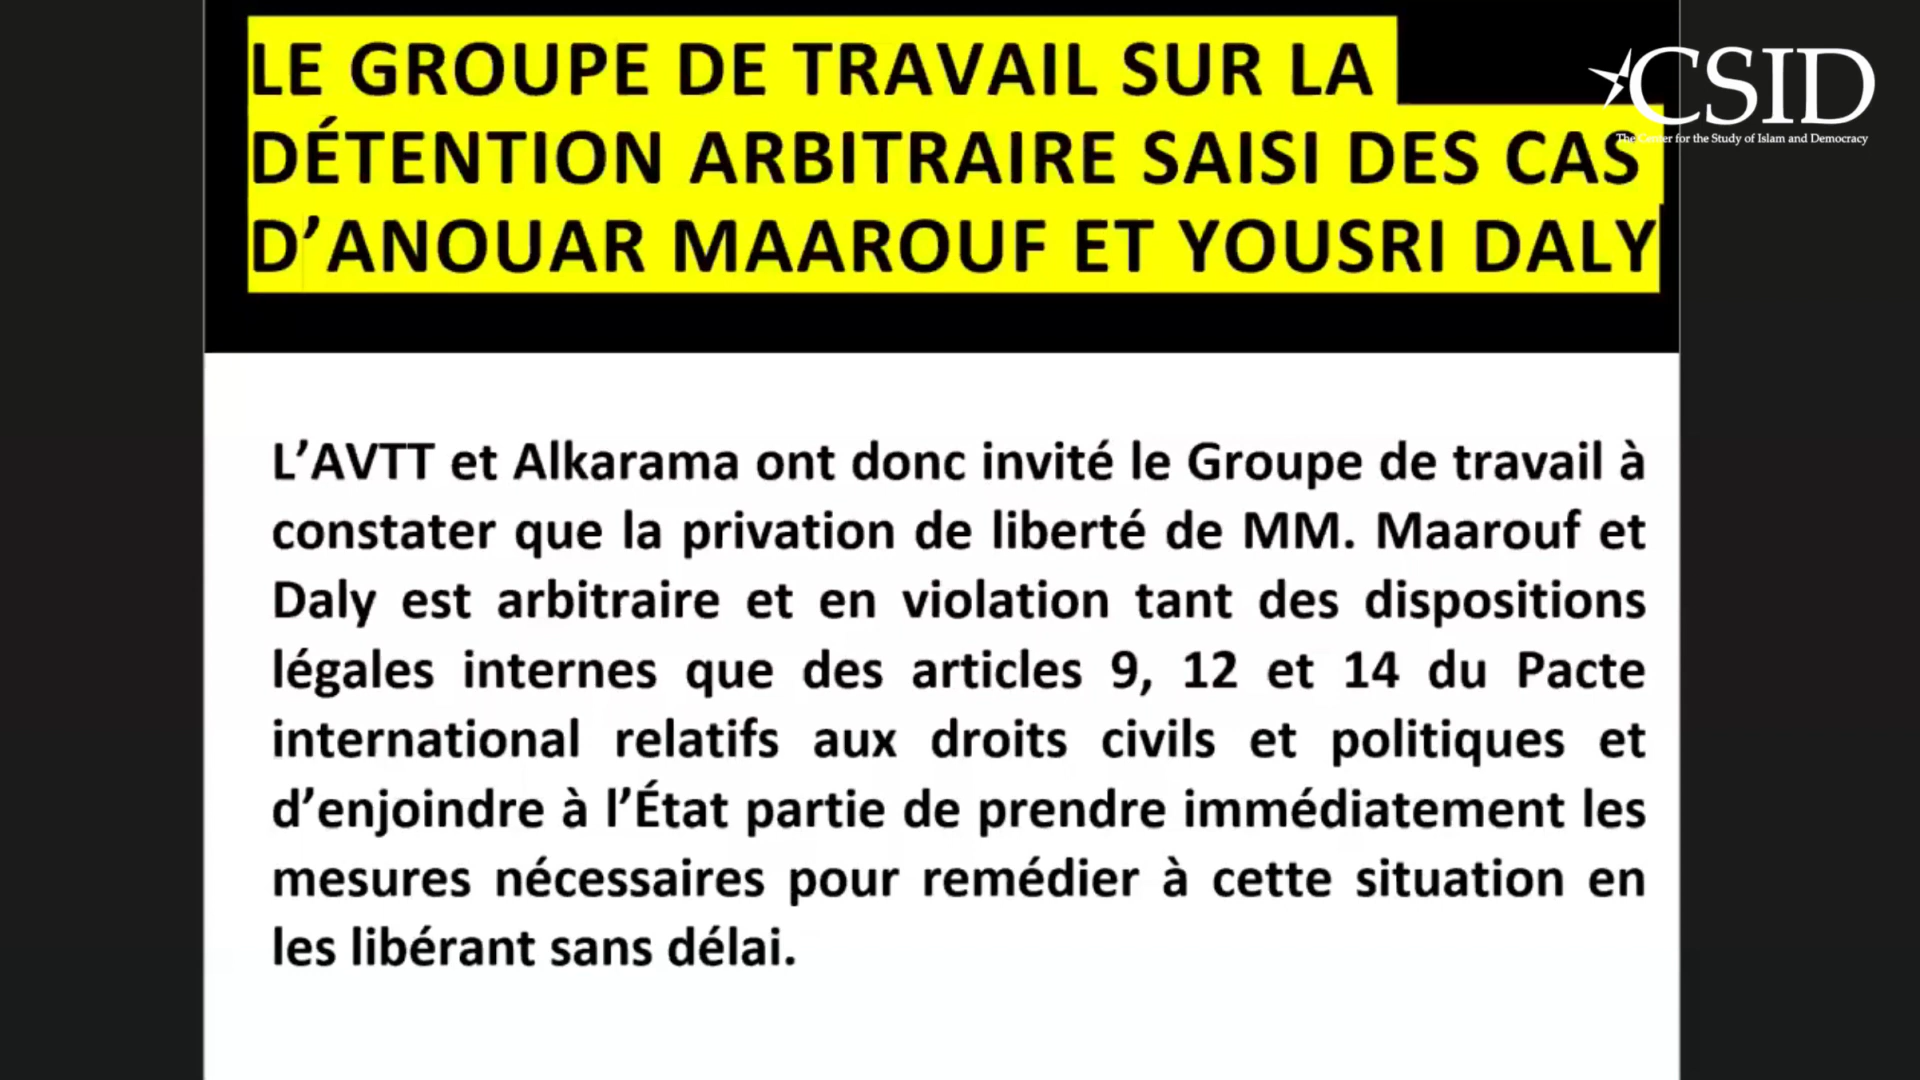 LE GROUPE DE TRAVAIL SUR LA
DÉTENTION ARBITRAIRE SAISI DES CAS
D’ANOUAR MAAROUF ET YOUSRI DALY
CSID
The Center for the Study of Islam and Democracy
L’AVTT et Alkarama ont donc invité le Groupe de travail à
constater que la privation de liberté de MM. Maarouf et
Daly est arbitraire et en violation tant des dispositions
légales internes que des articles 9, 12 et 14 du Pacte
international relatifs aux droits civils et politiques et
d’enjoindre à l’État partie de prendre immédiatement les
mesures nécessaires pour remédier à cette situation en
les libérant sans délai.